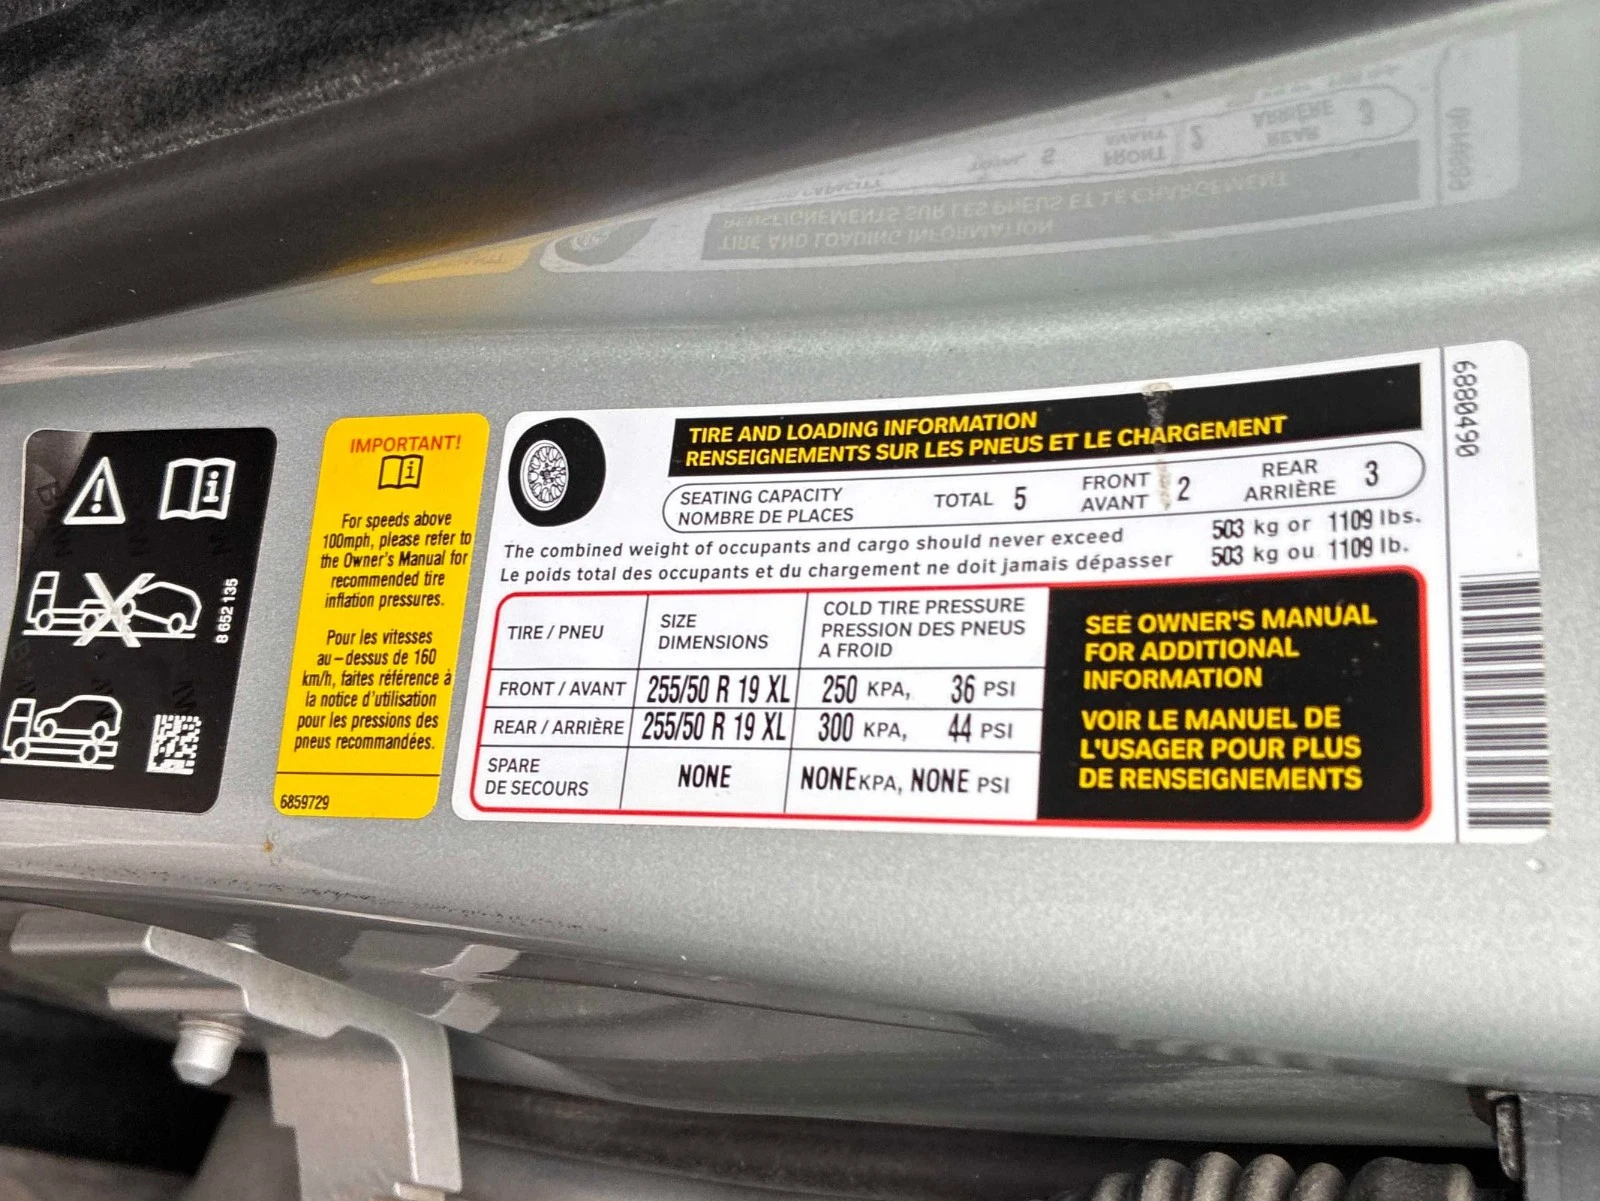 8 652 135
IMPORTANT!
For speeds above
100mph, please refer to
the Owner's Manual for
recommended tire
inflation pressures.
Pour les vitesses
au-dessus de 160
km/h, faites référence à
la notice d'utilisation
pour les pressions des
pneus recommandées.
6859729
TIRE AND LOADING INFORMATION
RENSEIGNEMENTS SUR LES PNEUS ET LE CHARGEMENT
SEATING CAPACITY
NOMBRE DE PLACES
TOTAL 5
FRONT
AVANT 2
REAR
ARRIÈRE 3
The combined weight of occupants and cargo should never exceed 503 kg or 1109 lbs.
Le poids total des occupants et du chargement ne doit jamais dépasser 503 kg ou 1109 lb.
TIRE / PNEU
SIZE
DIMENSIONS
COLD TIRE PRESSURE
PRESSION DES PNEUS
A FROID
FRONT / AVANT 255/50 R 19 XL 250 KPA, 36 PSI
REAR / ARRIÈRE 255/50 R 19 XL 300 KPA, 44 PSI
SPARE
DE SECOURS
NONE NONE KPA, NONE PSI
SEE OWNER'S MANUAL
FOR ADDITIONAL
INFORMATION
VOIR LE MANUEL DE
L'USAGER POUR PLUS
DE RENSEIGNEMENTS
6880490